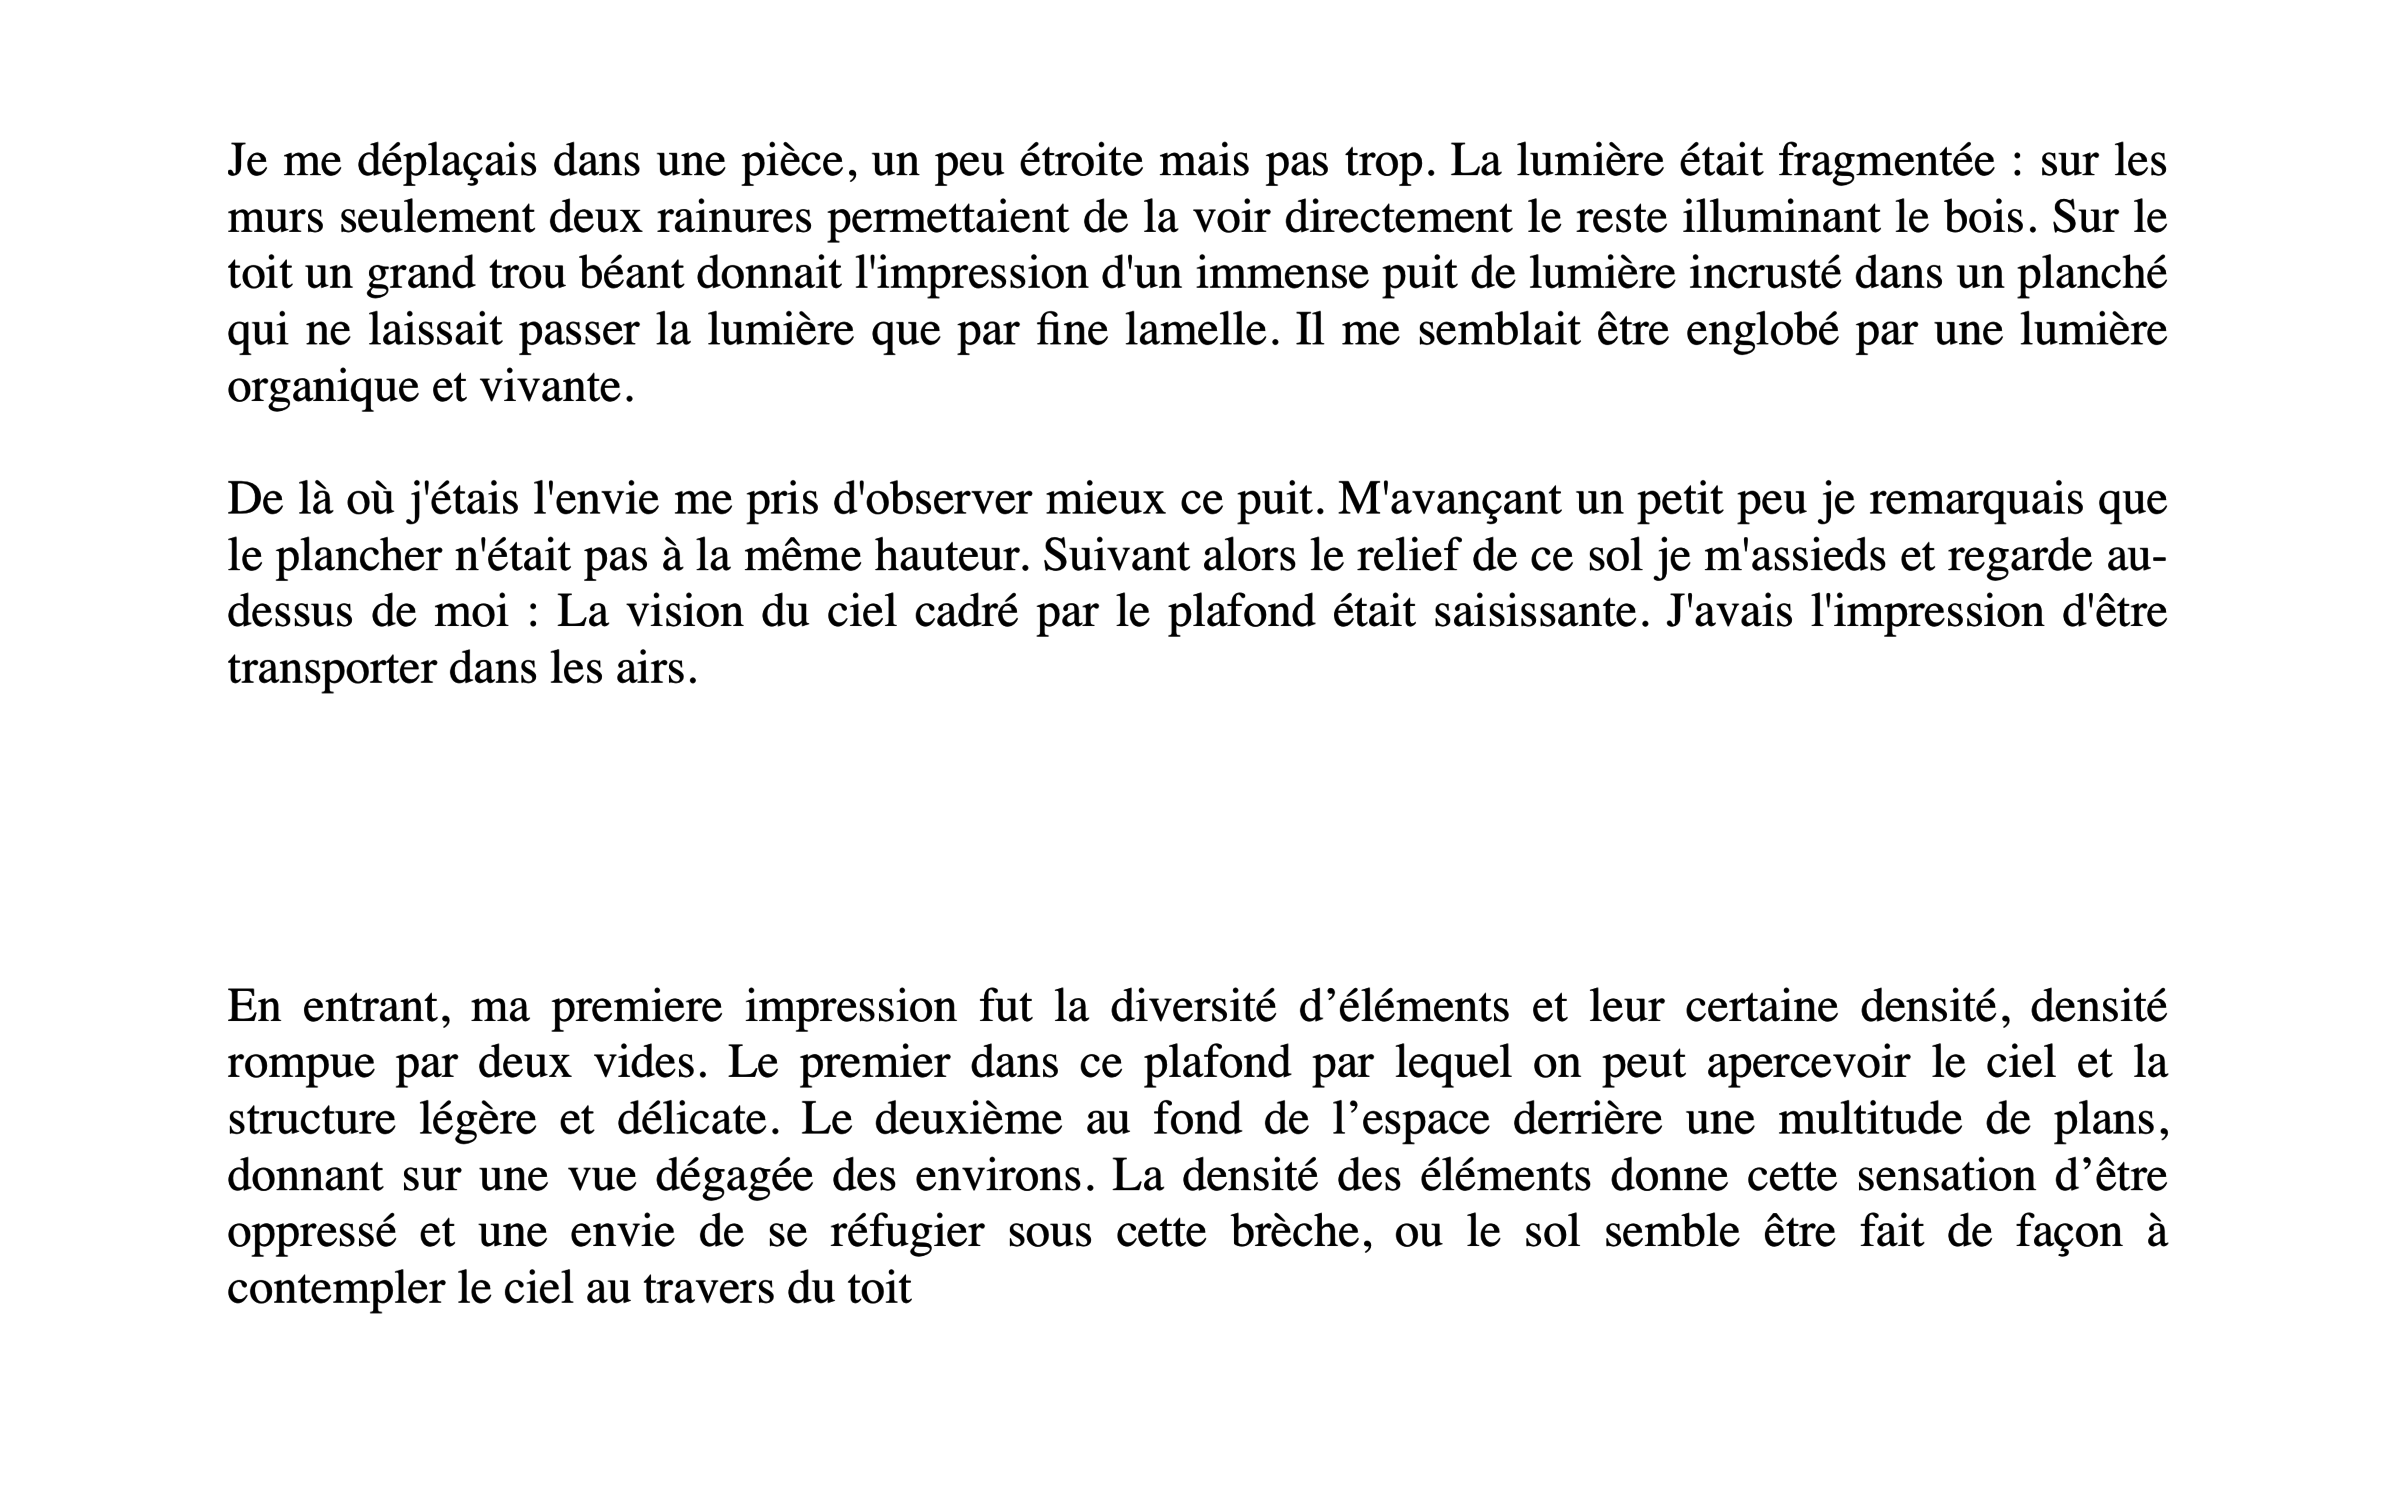 Je me déplaçais dans une pièce, un peu étroite mais pas trop. La lumière était fragmentée : sur les
murs seulement deux rainures permettaient de la voir directement le reste illuminant le bois. Sur le
toit un grand trou béant donnait l'impression d'un immense puit de lumière incrusté dans un planché
qui ne laissait passer la lumière que par fine lamelle. Il me semblait être englobé par une lumière
organique et vivante.
De là où j'étais l'envie me pris d'observer mieux ce puit. M'avançant un petit peu je remarquais que
le plancher n'était pas à la même hauteur. Suivant alors le relief de ce sol je m'assieds et regarde au-
dessus de moi : La vision du ciel cadré par le plafond était saisissante. J'avais l'impression d'être
transporter dans les airs.
En entrant, ma premiere impression fut la diversité d’éléments et leur certaine densité, densité
rompue par deux vides. Le premier dans ce plafond par lequel on peut apercevoir le ciel et la
structure légère et délicate. Le deuxième au fond de l’espace derrière une multitude de plans,
donnant sur une vue dégagée des environs. La densité des éléments donne cette sensation d’être
oppressé et une envie de se réfugier sous cette brèche, ou le sol semble être fait de façon à
contempler le ciel au travers du toit